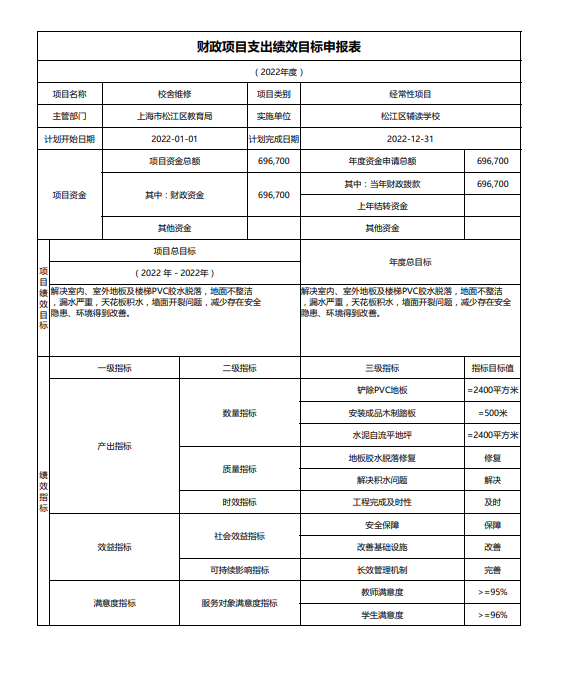 财政项目支出绩效目标申报表
（2022年度）
项目名称 校舍维修 项目类别 经常性项目
主管部门 上海市松江区教育局 实施单位 松江区辅读学校
计划开始日期 2022-01-01 计划完成日期 2022-12-31
项目资金 项目资金总额 696,700 年度资金申请总额 696,700
其中：财政资金 696,700 其中：当年财政拨款 696,700
上年结转资金
其他资金 其他资金
项目绩效目标
项目总目标 年度总目标
（2022 年－2022年）
解决室内、室外地板及楼梯PVC胶水脱落，地面不整洁
，漏水严重，天花板积水，墙面开裂问题，减少存在安全
隐患、环境得到改善。
解决室内、室外地板及楼梯PVC胶水脱落，地面不整洁
，漏水严重，天花板积水，墙面开裂问题，减少存在安全
隐患、环境得到改善。
绩效指标
一级指标 二级指标 三级指标 指标目标值
产出指标 数量指标 铲除PVC地板 =2400平方米
安装成品木制踏板 =500米
水泥自流平地坪 =2400平方米
质量指标 地板胶水脱落修复 修复
解决积水问题 解决
时效指标 工程完成及时性 及时
效益指标 社会效益指标 安全保障 保障
改善基础设施 改善
可持续影响指标 长效管理机制 完善
满意度指标 服务对象满意度指标 教师满意度 >=95%
学生满意度 >=96%